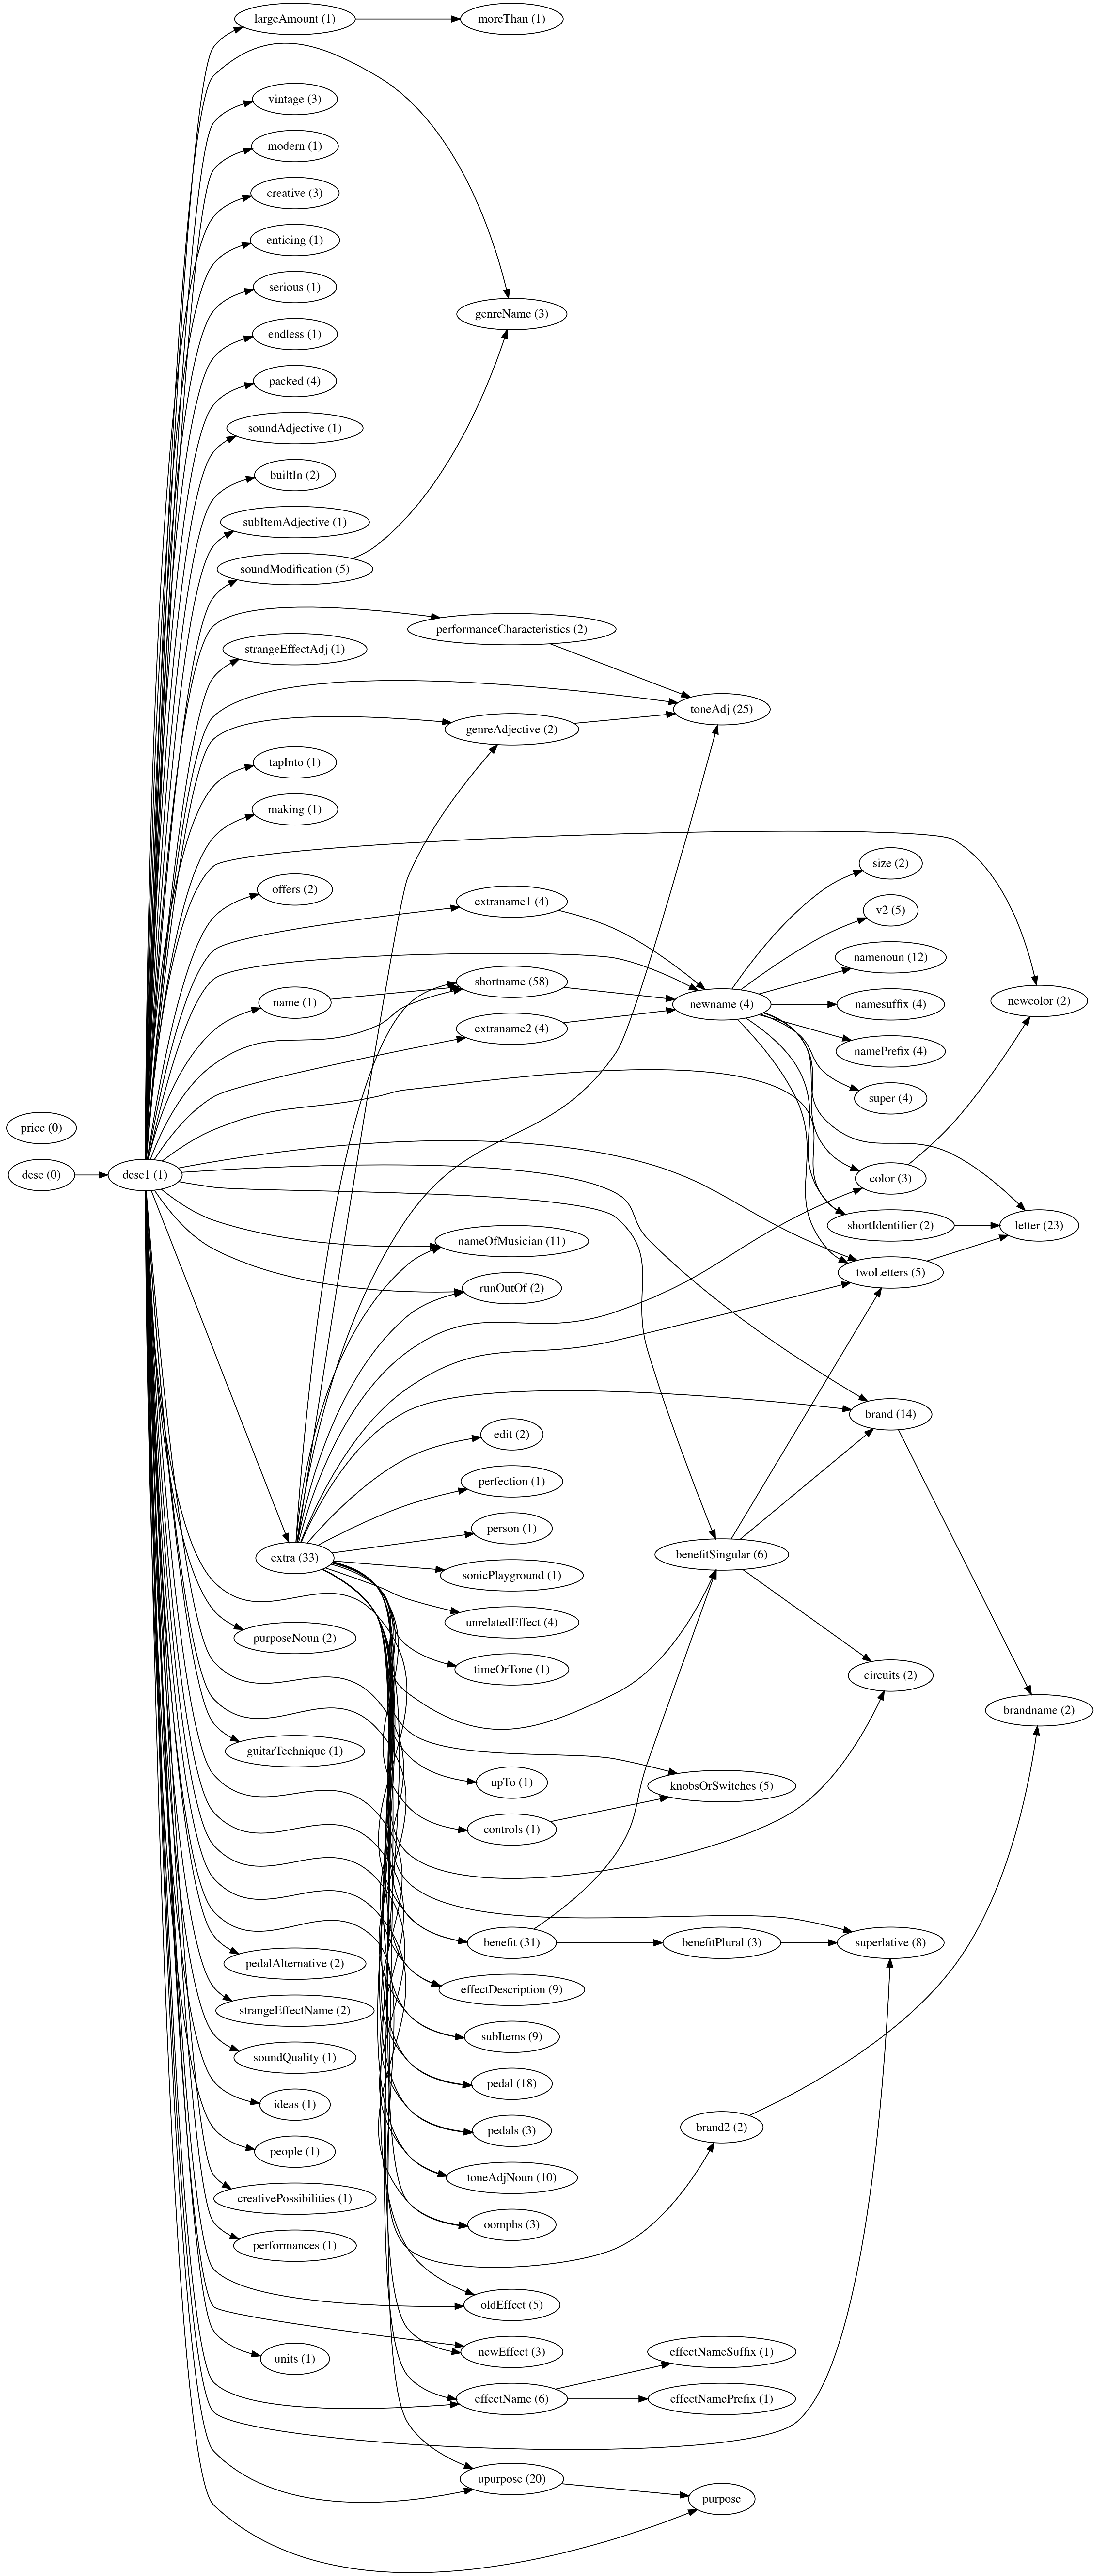 largeAmount (1)
moreThan (1)
vintage (3)
modern (1)
creative (3)
enticing (1)
serious (1)
genreName (3)
endless (1)
packed (4)
soundAdjective (1)
builtIn (2)
subItemAdjective (1)
soundModification (5)
performanceCharacteristics (2)
strangeEffectAdj (1)
toneAdj (25)
genreAdjective (2)
tapInto (1)
making (1)
size (2)
offers (2)
extraname1 (4)
v2 (5)
namenoun (12)
shortname (58)
name (1)
newname (4)
namesuffix (4)
newcolor (2)
extraname2 (4)
namePrefix (4)
super (4)
price (0)
desc (0)
desc1 (1)
color (3)
shortIdentifier (2)
letter (23)
nameOfMusician (11)
twoLetters (5)
runOutOf (2)
brand (14)
edit (2)
perfection (1)
person (1)
extra (33)
benefitSingular (6)
sonicPlayground (1)
unrelatedEffect (4)
purposeNoun (2)
timeOrTone (1)
circuits (2)
brandname (2)
guitarTechnique (1)
upTo (1)
knobsOrSwitches (5)
controls (1)
benefit (31)
benefitPlural (3)
superlative (8)
pedalAlternative (2)
effectDescription (9)
strangeEffectName (2)
subItems (9)
soundQuality (1)
pedal (18)
ideas (1)
brand2 (2)
pedals (3)
people (1)
toneAdjNoun (10)
creativePossibilities (1)
oomphs (3)
performances (1)
oldEffect (5)
newEffect (3)
effectNameSuffix (1)
units (1)
effectName (6)
effectNamePrefix (1)
upurpose (20)
purpose